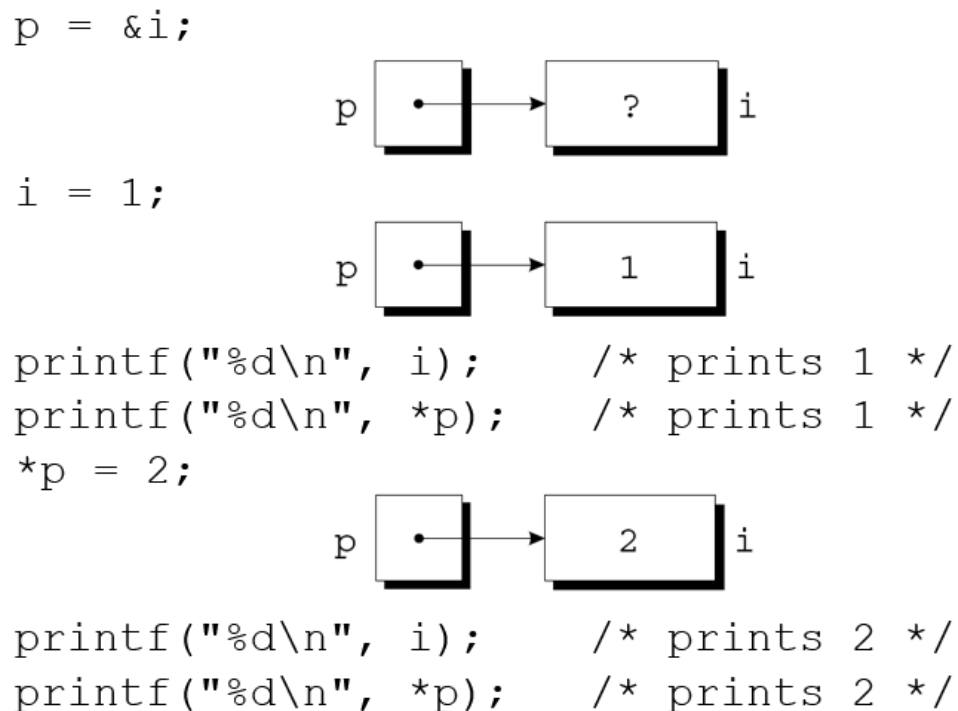 p = &i;
p ? i
i = 1;
p 1 i
printf("%d\n", i); /* prints 1 */
printf("%d\n", *p); /* prints 1 */
*p = 2;
p 2 i
printf("%d\n", i); /* prints 2 */
printf("%d\n", *p); /* prints 2 */